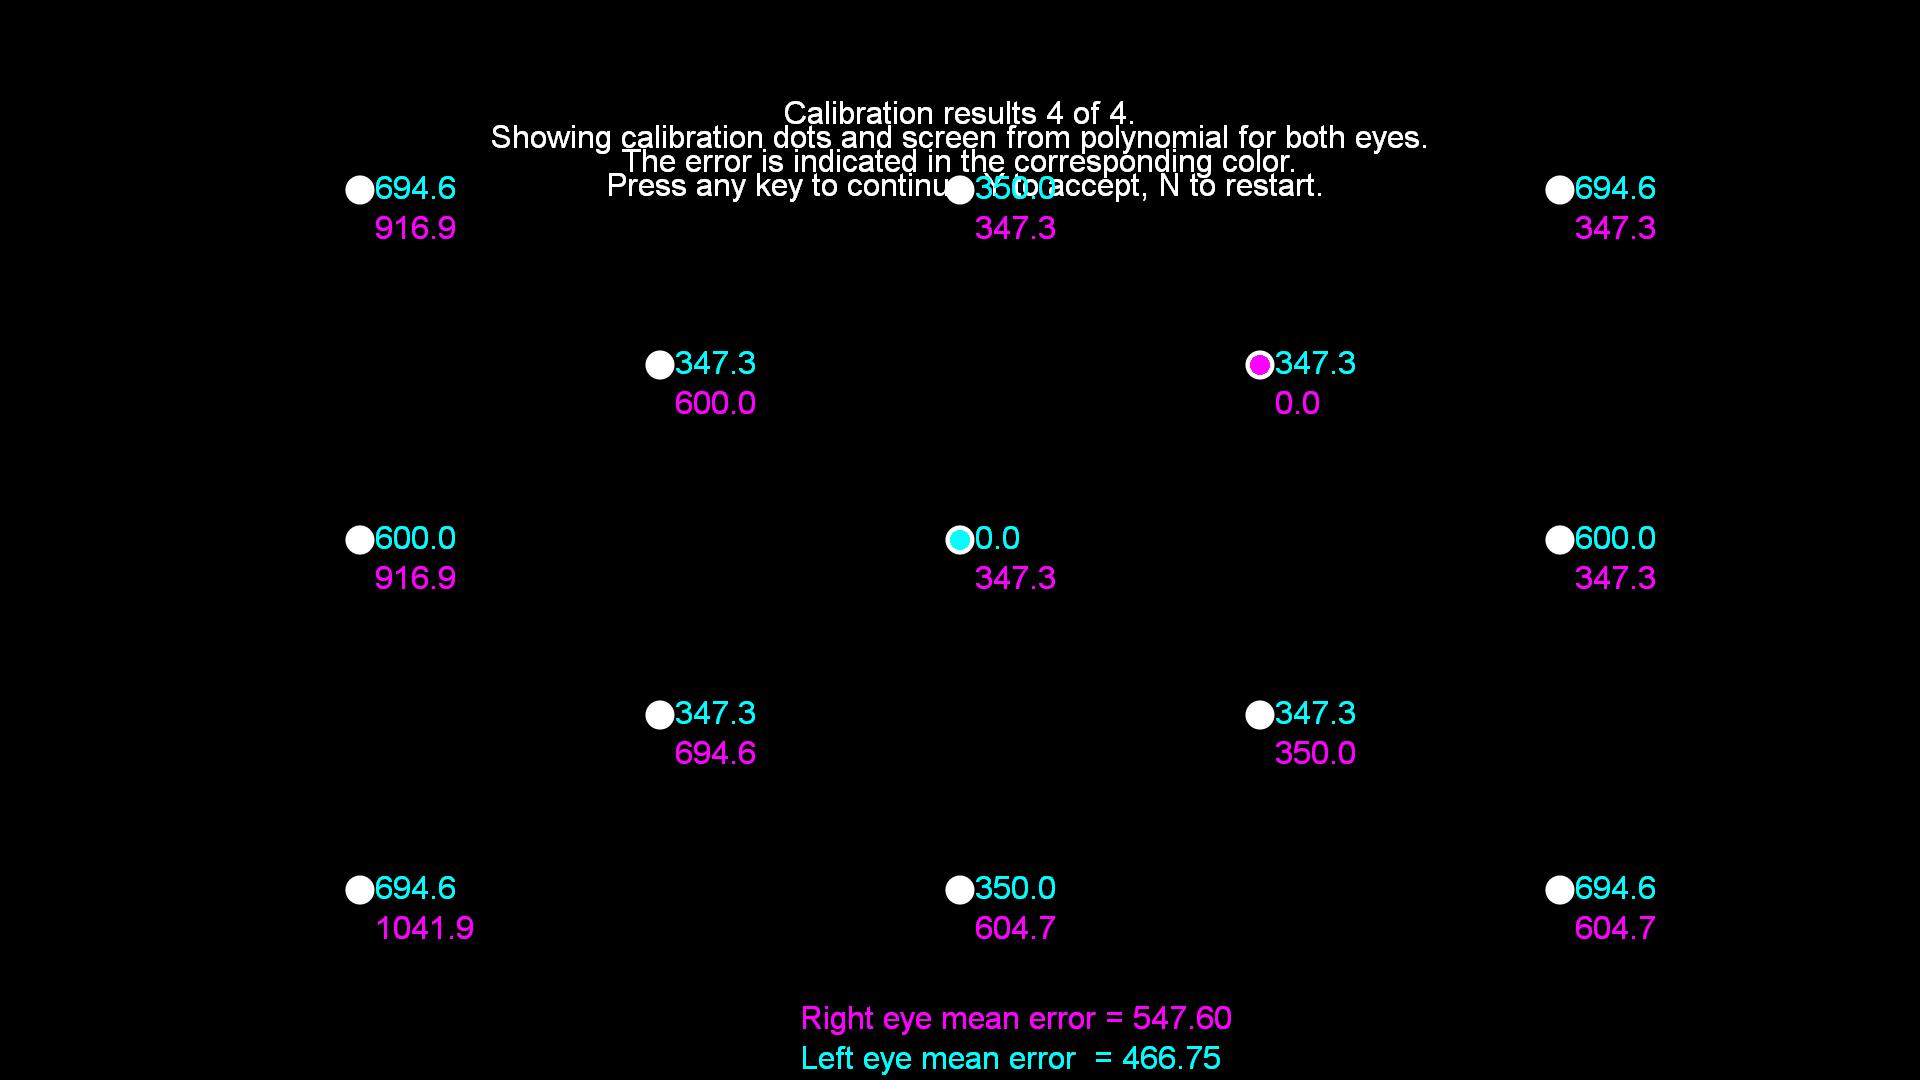 Calibration results 4 of 4.
Showing calibration dots and screen from polynomial for both eyes.
The error is indicated in the corresponding color.
Press any key to continue, Y to accept, N to restart.
694.6 350.0 694.6
916.9 347.3 347.3
347.3 347.3
600.0 0.0
600.0 0.0 600.0
916.9 347.3 347.3
347.3 347.3
694.6 350.0
694.6 350.0 694.6
1041.9 604.7 604.7
Right eye mean error = 547.60
Left eye mean error = 466.75